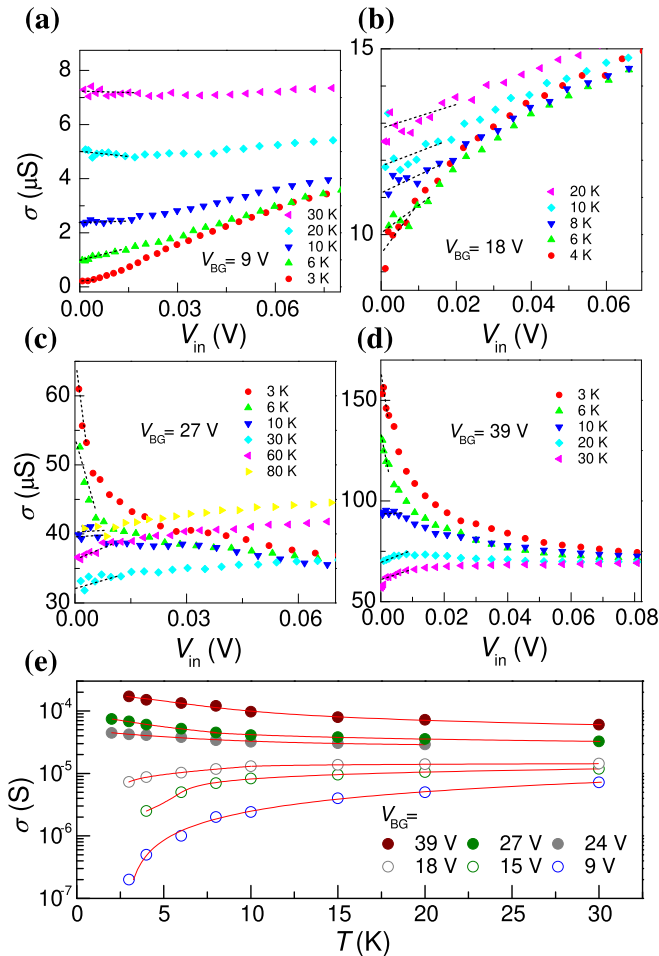 (a)
8
6
4
2
0
σ (μS)
0.00
0.03
0.06
V_in (V)
V_BG= 9 V
30 K
20 K
10 K
6 K
3 K
(b)
15
10
0.00
0.02
0.04
0.06
V_in (V)
V_BG= 18 V
20 K
10 K
8 K
6 K
4 K
(c)
64
56
48
40
32
σ (μS)
0.00
0.03
0.06
V_in (V)
V_BG= 27 V
3 K
6 K
10 K
30 K
60 K
80 K
(d)
150
100
50
0.00
0.02
0.04
0.06
0.08
V_in (V)
V_BG= 39 V
3 K
6 K
10 K
20 K
30 K
(e)
10⁻⁴
10⁻⁵
10⁻⁶
10⁻⁷
σ (S)
0
5
10
15
20
25
30
T (K)
V_BG=
39 V 27 V 24 V
18 V 15 V 9 V